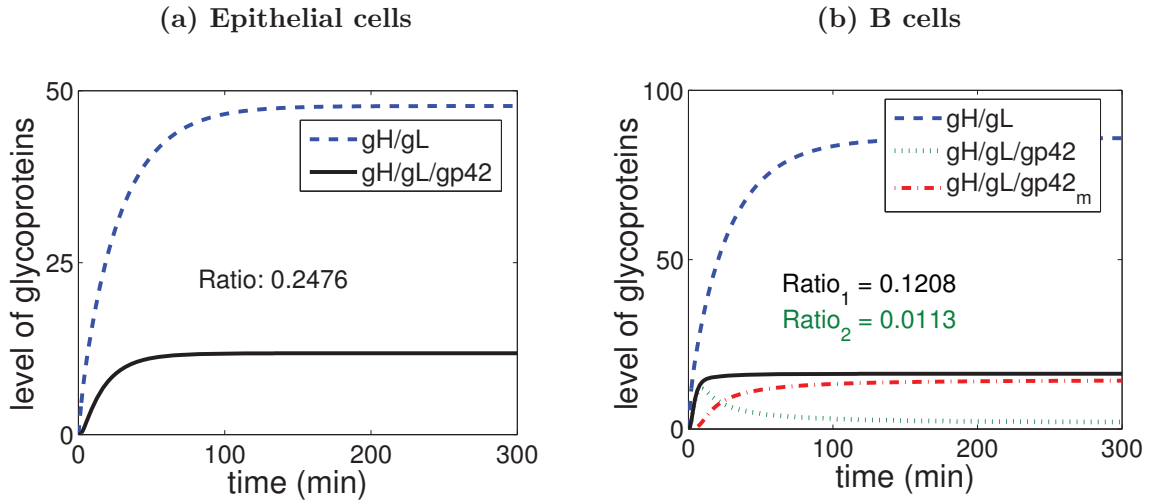 (a) Epithelial cells
50
25
0
level of glycoproteins
gH/gL
gH/gL/gp42
Ratio: 0.2476
0 100 200 300
time (min)
(b) B cells
100
50
0
level of glycoproteins
gH/gL
gH/gL/gp42
gH/gL/gp42m
Ratio1 = 0.1208
Ratio2 = 0.0113
0 100 200 300
time (min)